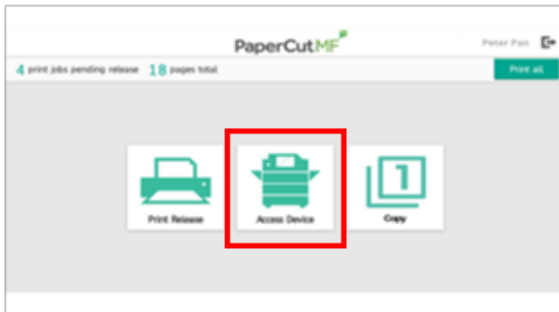 PaperCutMF
Peter Pan
4 print jobs pending release 18 pages total
Print all
1
Print Release
Access Device
Copy